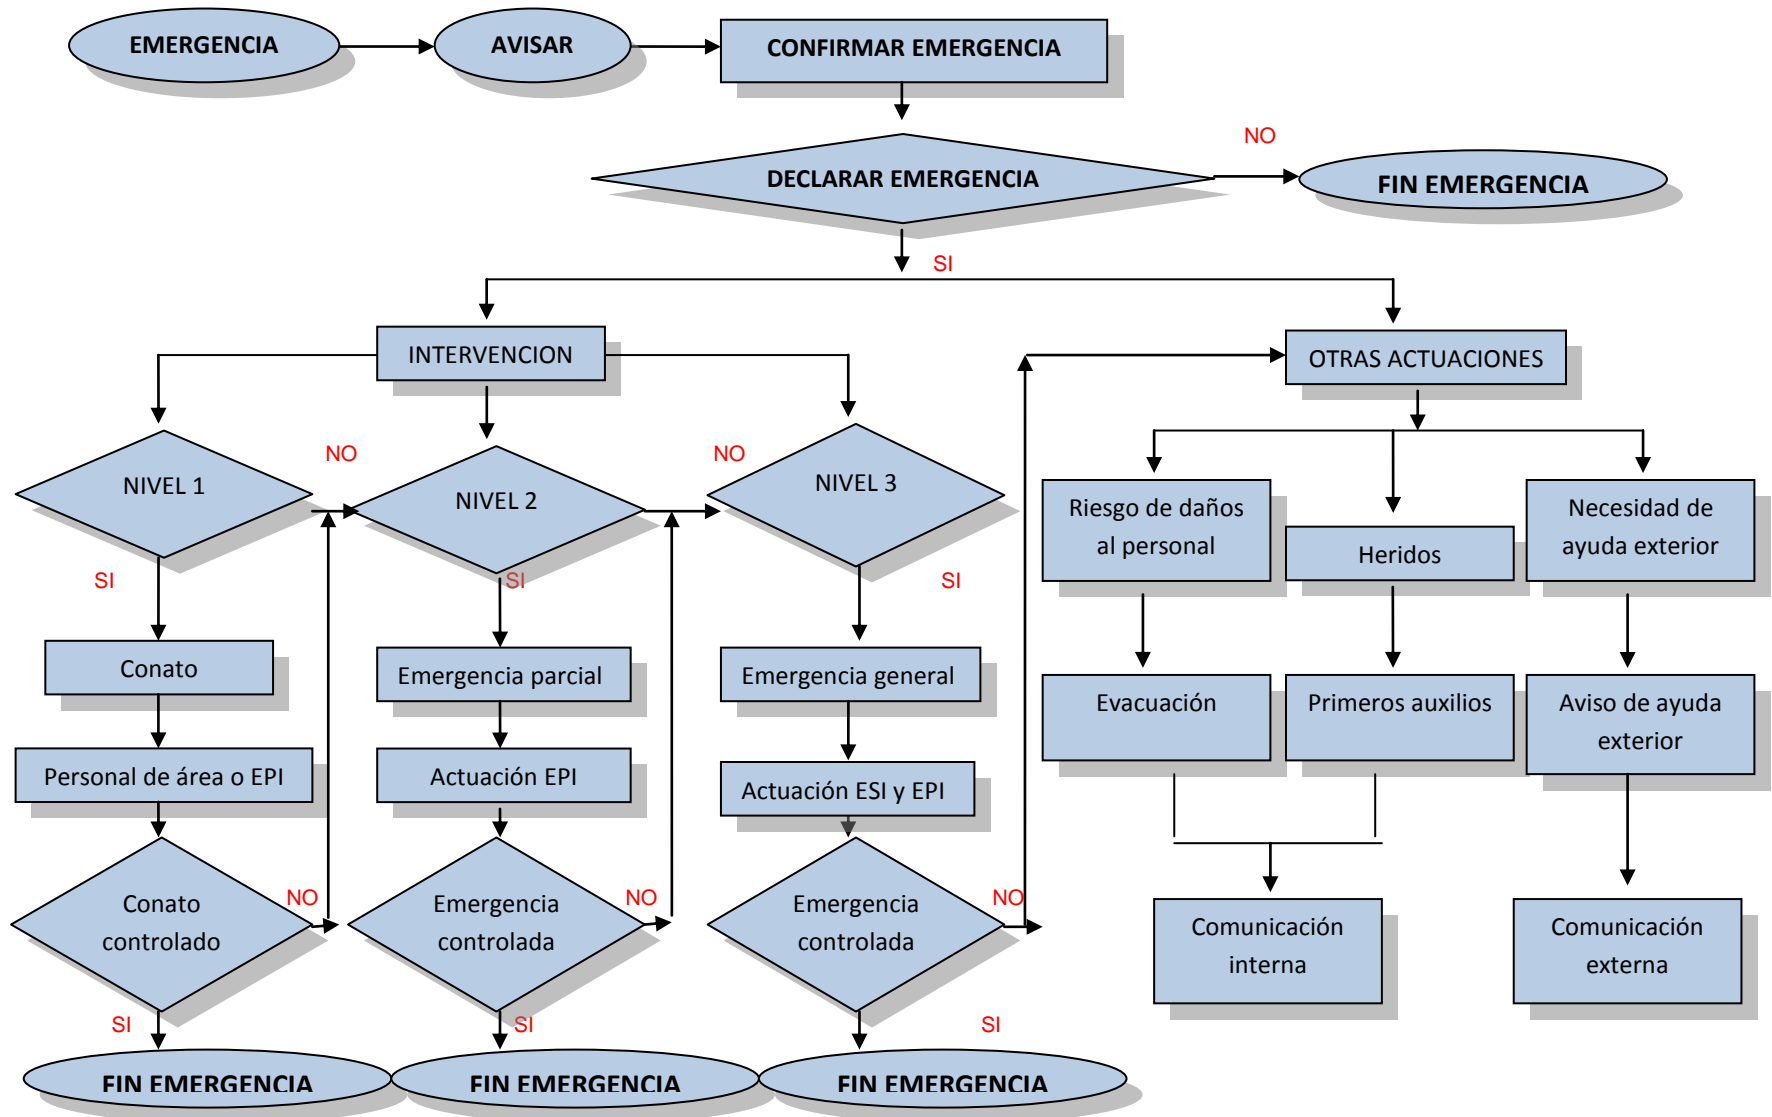 EMERGENCIA
AVISAR
CONFIRMAR EMERGENCIA
NO
DECLARAR EMERGENCIA
FIN EMERGENCIA
SI
INTERVENCION
OTRAS ACTUACIONES
NO
NO
NIVEL 1
NIVEL 2
NIVEL 3
Riesgo de daños
al personal
Heridos
Necesidad de
ayuda exterior
SI
SI
SI
Conato
Emergencia parcial
Emergencia general
Evacuación
Primeros auxilios
Aviso de ayuda
exterior
Personal de área o EPI
Actuación EPI
Actuación ESI y EPI
NO
NO
NO
Conato
controlado
Emergencia
controlada
Emergencia
controlada
Comunicación
interna
Comunicación
externa
SI
SI
SI
FIN EMERGENCIA
FIN EMERGENCIA
FIN EMERGENCIA